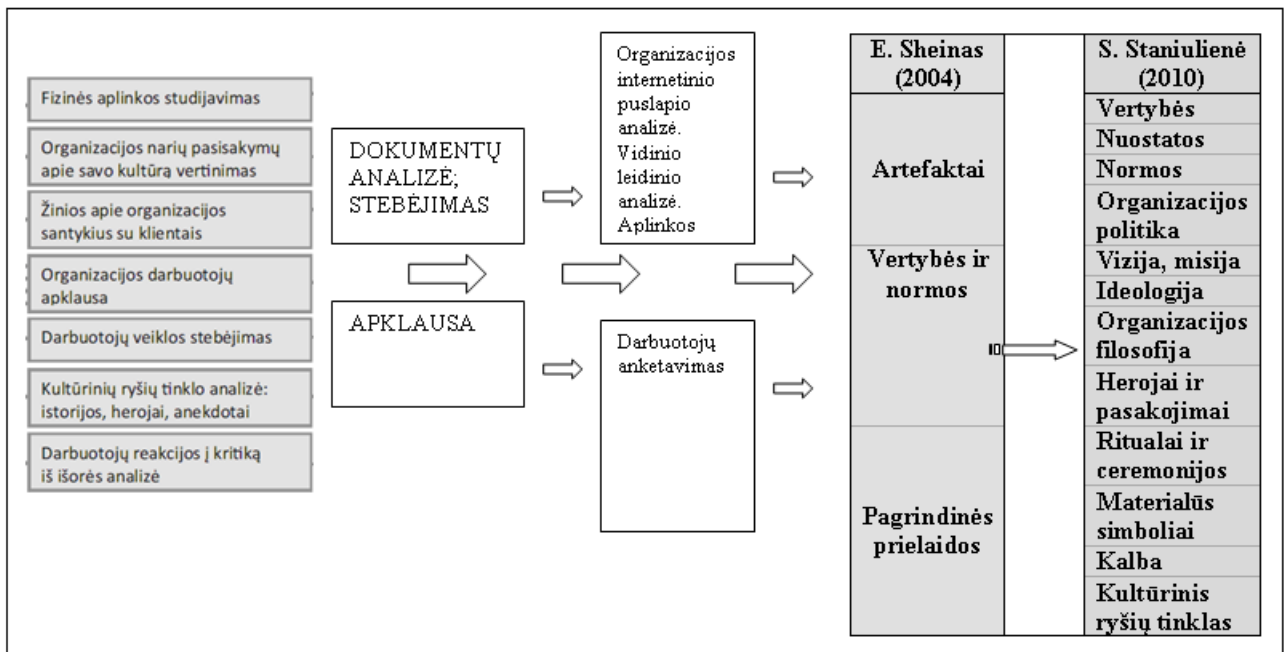 Fizinės aplinkos studijavimas
Organizacijos narių pasisakymų
apie savo kultūrą vertinimas
Žinios apie organizacijos
santykius su klientais
Organizacijos darbuotojų
apklausa
Darbuotojų veiklos stebėjimas
Kultūrinių ryšių tinklo analizė:
istorijos, herojai, anekdotai
Darbuotojų reakcijos į kritiką
iš išorės analizė
DOKUMENTŲ
ANALIZĖ;
STEBĖJIMAS
APKLAUSA
Organizacijos
internetinio
puslapio
analizė.
Vidinio
leidinio
analizė.
Aplinkos
Darbuotojų
anketavimas
E. Sheinas
(2004)
Artefaktai
Vertybės ir
normos
Pagrindinės
prielaidos
S. Staniulienė
(2010)
Vertybės
Nuostatos
Normos
Organizacijos
politika
Vizija, misija
Ideologija
Organizacijos
filosofija
Herojai ir
pasakojimai
Ritualai ir
ceremonijos
Materialūs
simboliai
Kalba
Kultūrinis
ryšių tinklas